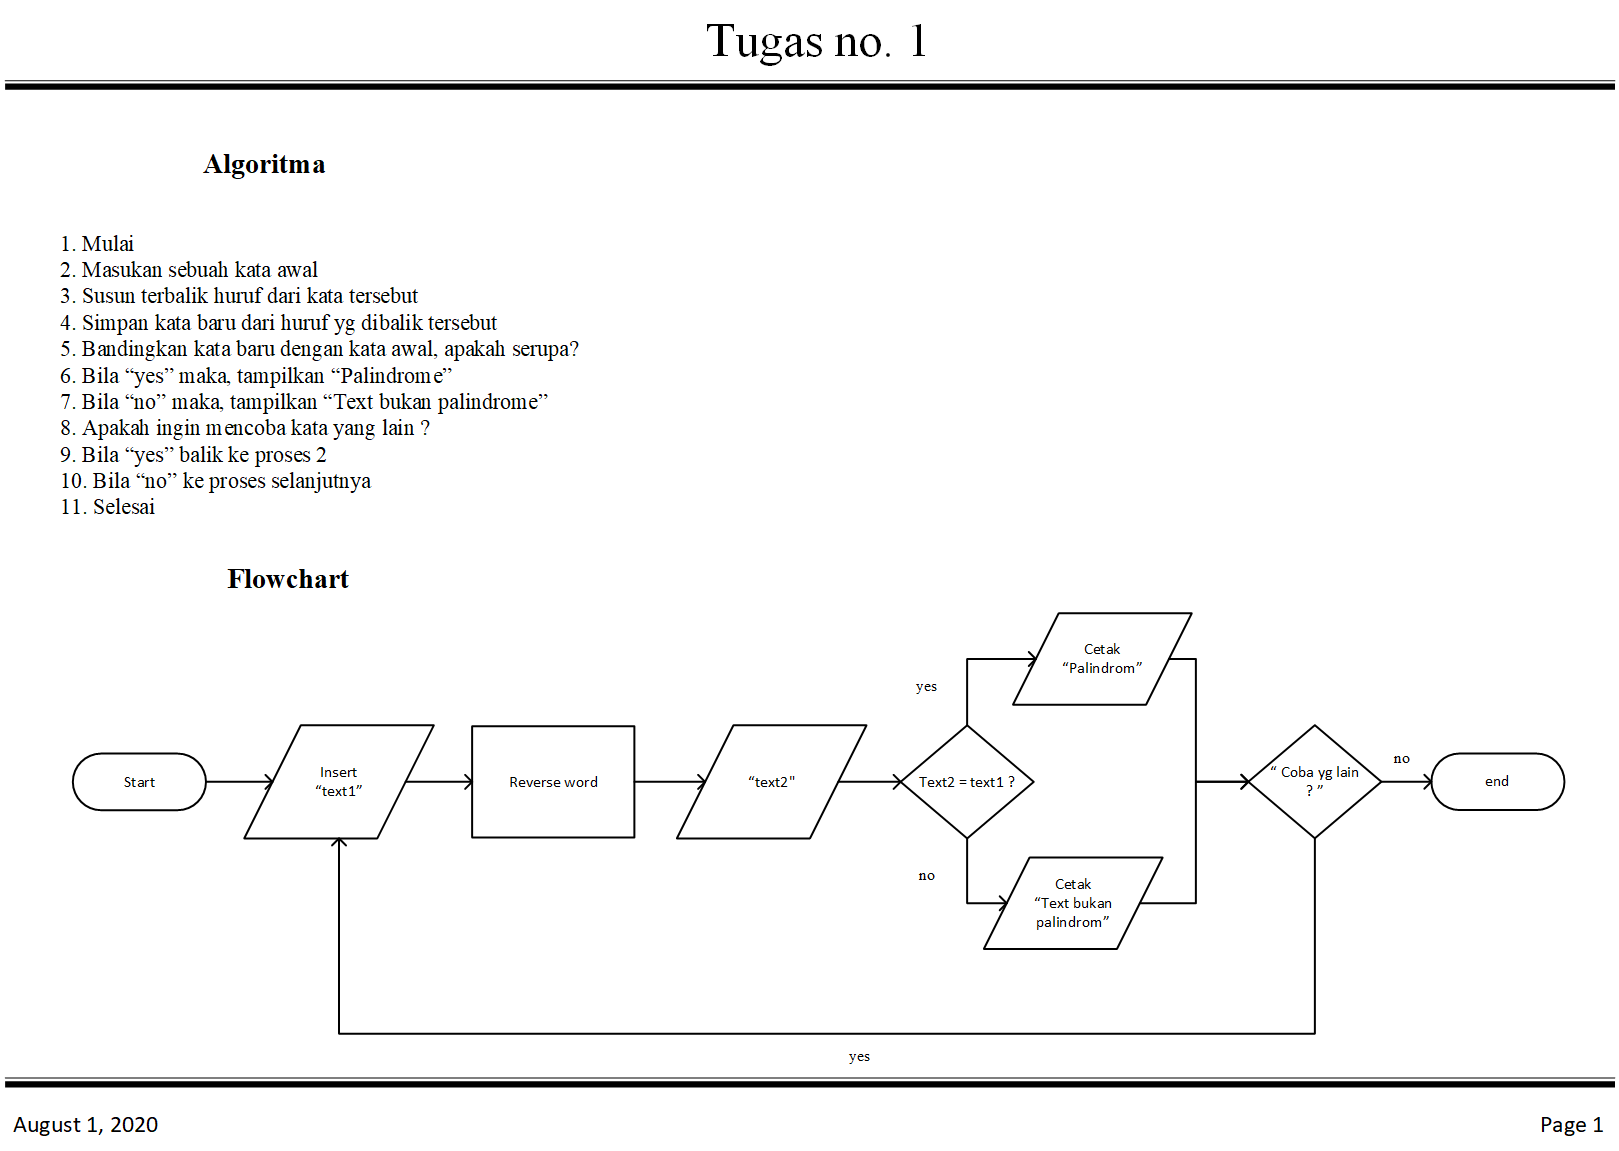 Tugas no. 1
Algoritma
1. Mulai
2. Masukan sebuah kata awal
3. Susun terbalik huruf dari kata tersebut
4. Simpan kata baru dari huruf yg dibalik tersebut
5. Bandingkan kata baru dengan kata awal, apakah serupa?
6. Bila “yes” maka, tampilkan “Palindrome”
7. Bila “no” maka, tampilkan “Text bukan palindrome”
8. Apakah ingin mencoba kata yang lain ?
9. Bila “yes” balik ke proses 2
10. Bila “no” ke proses selanjutnya
11. Selesai
Flowchart
Start
Insert
“text1”
Reverse word
“text2"
Text2 = text1 ?
yes
Cetak
“Palindrom”
no
Cetak
“Text bukan
palindrom”
“ Coba yg lain
? ”
no
end
yes
August 1, 2020
Page 1